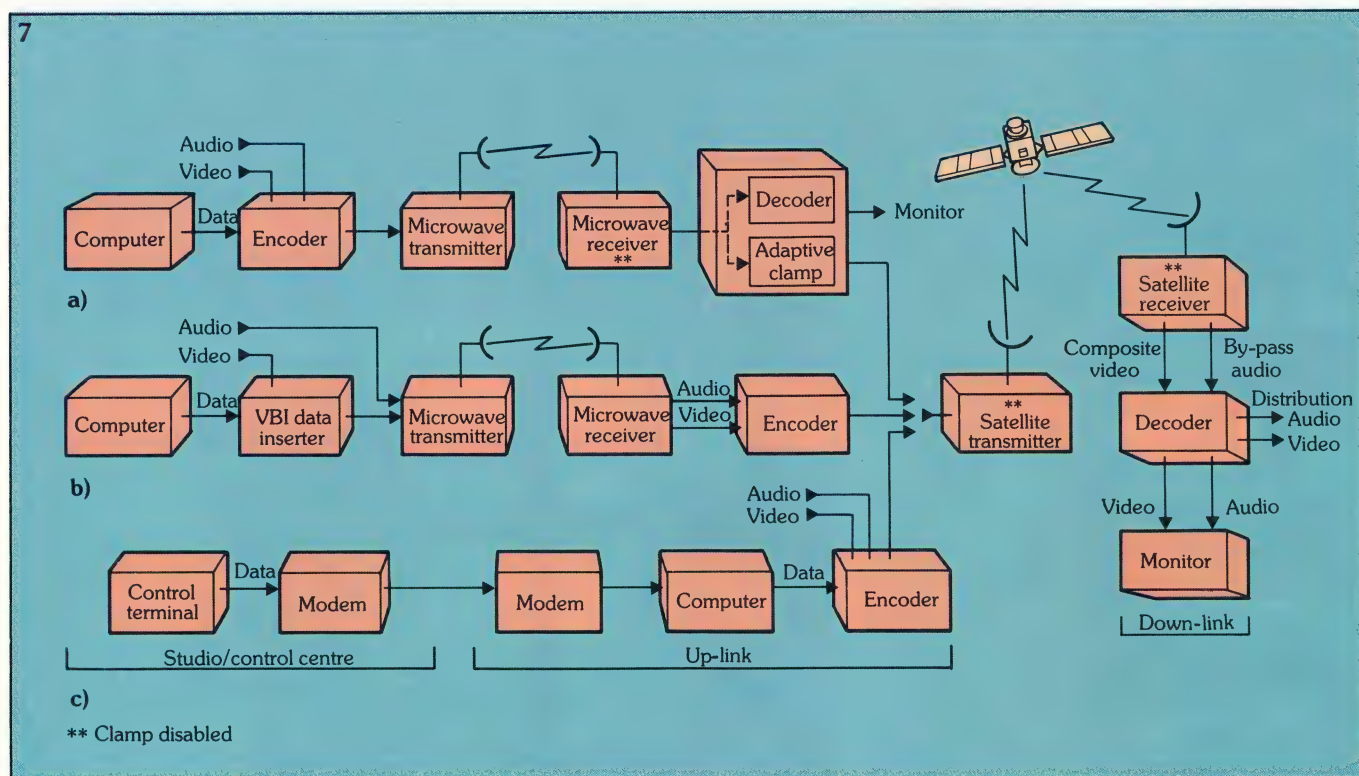 7
Audio
Video
Computer
Data
Encoder
Microwave
transmitter
Microwave
receiver
**
Decoder
Adaptive
clamp
Monitor
a)
Audio
Video
Computer
Data
VBI data
inserter
Microwave
transmitter
Microwave
receiver
Audio
Video
Encoder
**
Satellite
transmitter
b)
Audio
Video
Control
terminal
Data
Modem
Modem
Computer
Data
Encoder
Studio/control centre
Up-link
c)
** Clamp disabled
**
Satellite
receiver
Composite
video
By-pass
audio
Decoder
Distribution
Audio
Video
Video
Audio
Monitor
Down-link